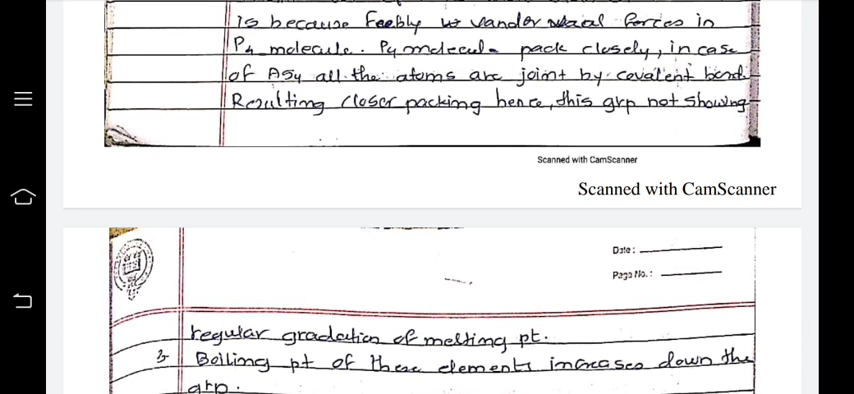 Is because Feebly vander waal forces in
P4 molecule. P4 molecule pack closely, in case
of AS4 all the atoms are joint by covalent bond.
Resulting closer packing hence, this grp not showing
Scanned with CamScanner
Scanned with CamScanner
Date :
Page No. :
regular gradation of melting pt.
3- Boiling pt of these elements increases down the
grp.